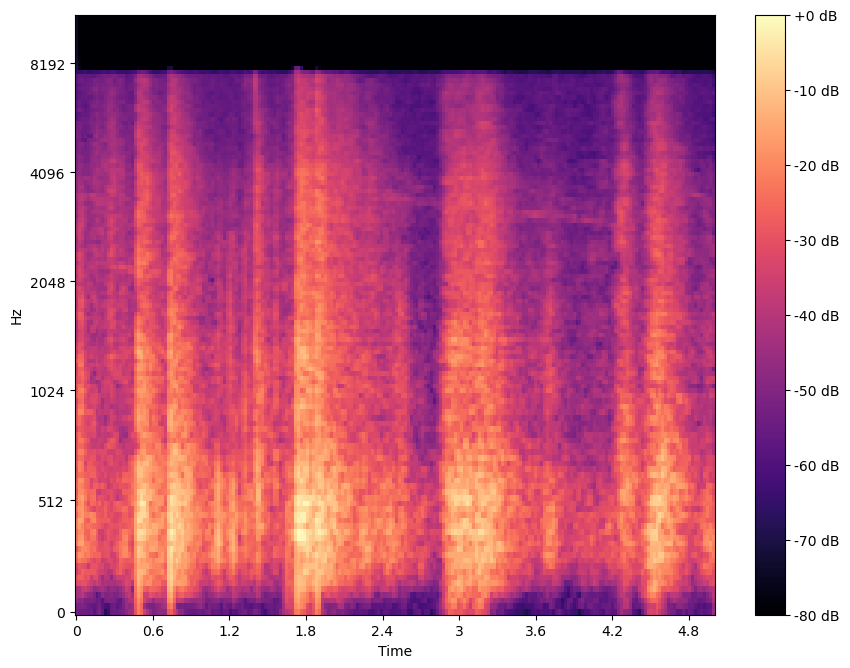 8192
4096
2048
1024
512
0
Hz
0 0.6 1.2 1.8 2.4 3 3.6 4.2 4.8
Time
+0 dB
-10 dB
-20 dB
-30 dB
-40 dB
-50 dB
-60 dB
-70 dB
-80 dB